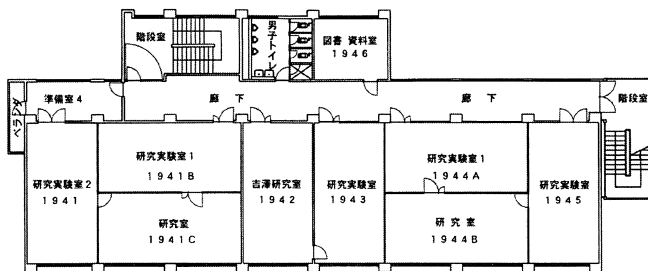 階段室
男子トイレ
図書 資料室
1946
準備室4
ベランダ
廊 下
廊 下
階段室
研究実験室2
1941
研究実験室1
1941B
研究室
1941C
吉澤研究室
1942
研究実験室
1943
研究実験室1
1944A
研 究 室
1944B
研究実験室
1945